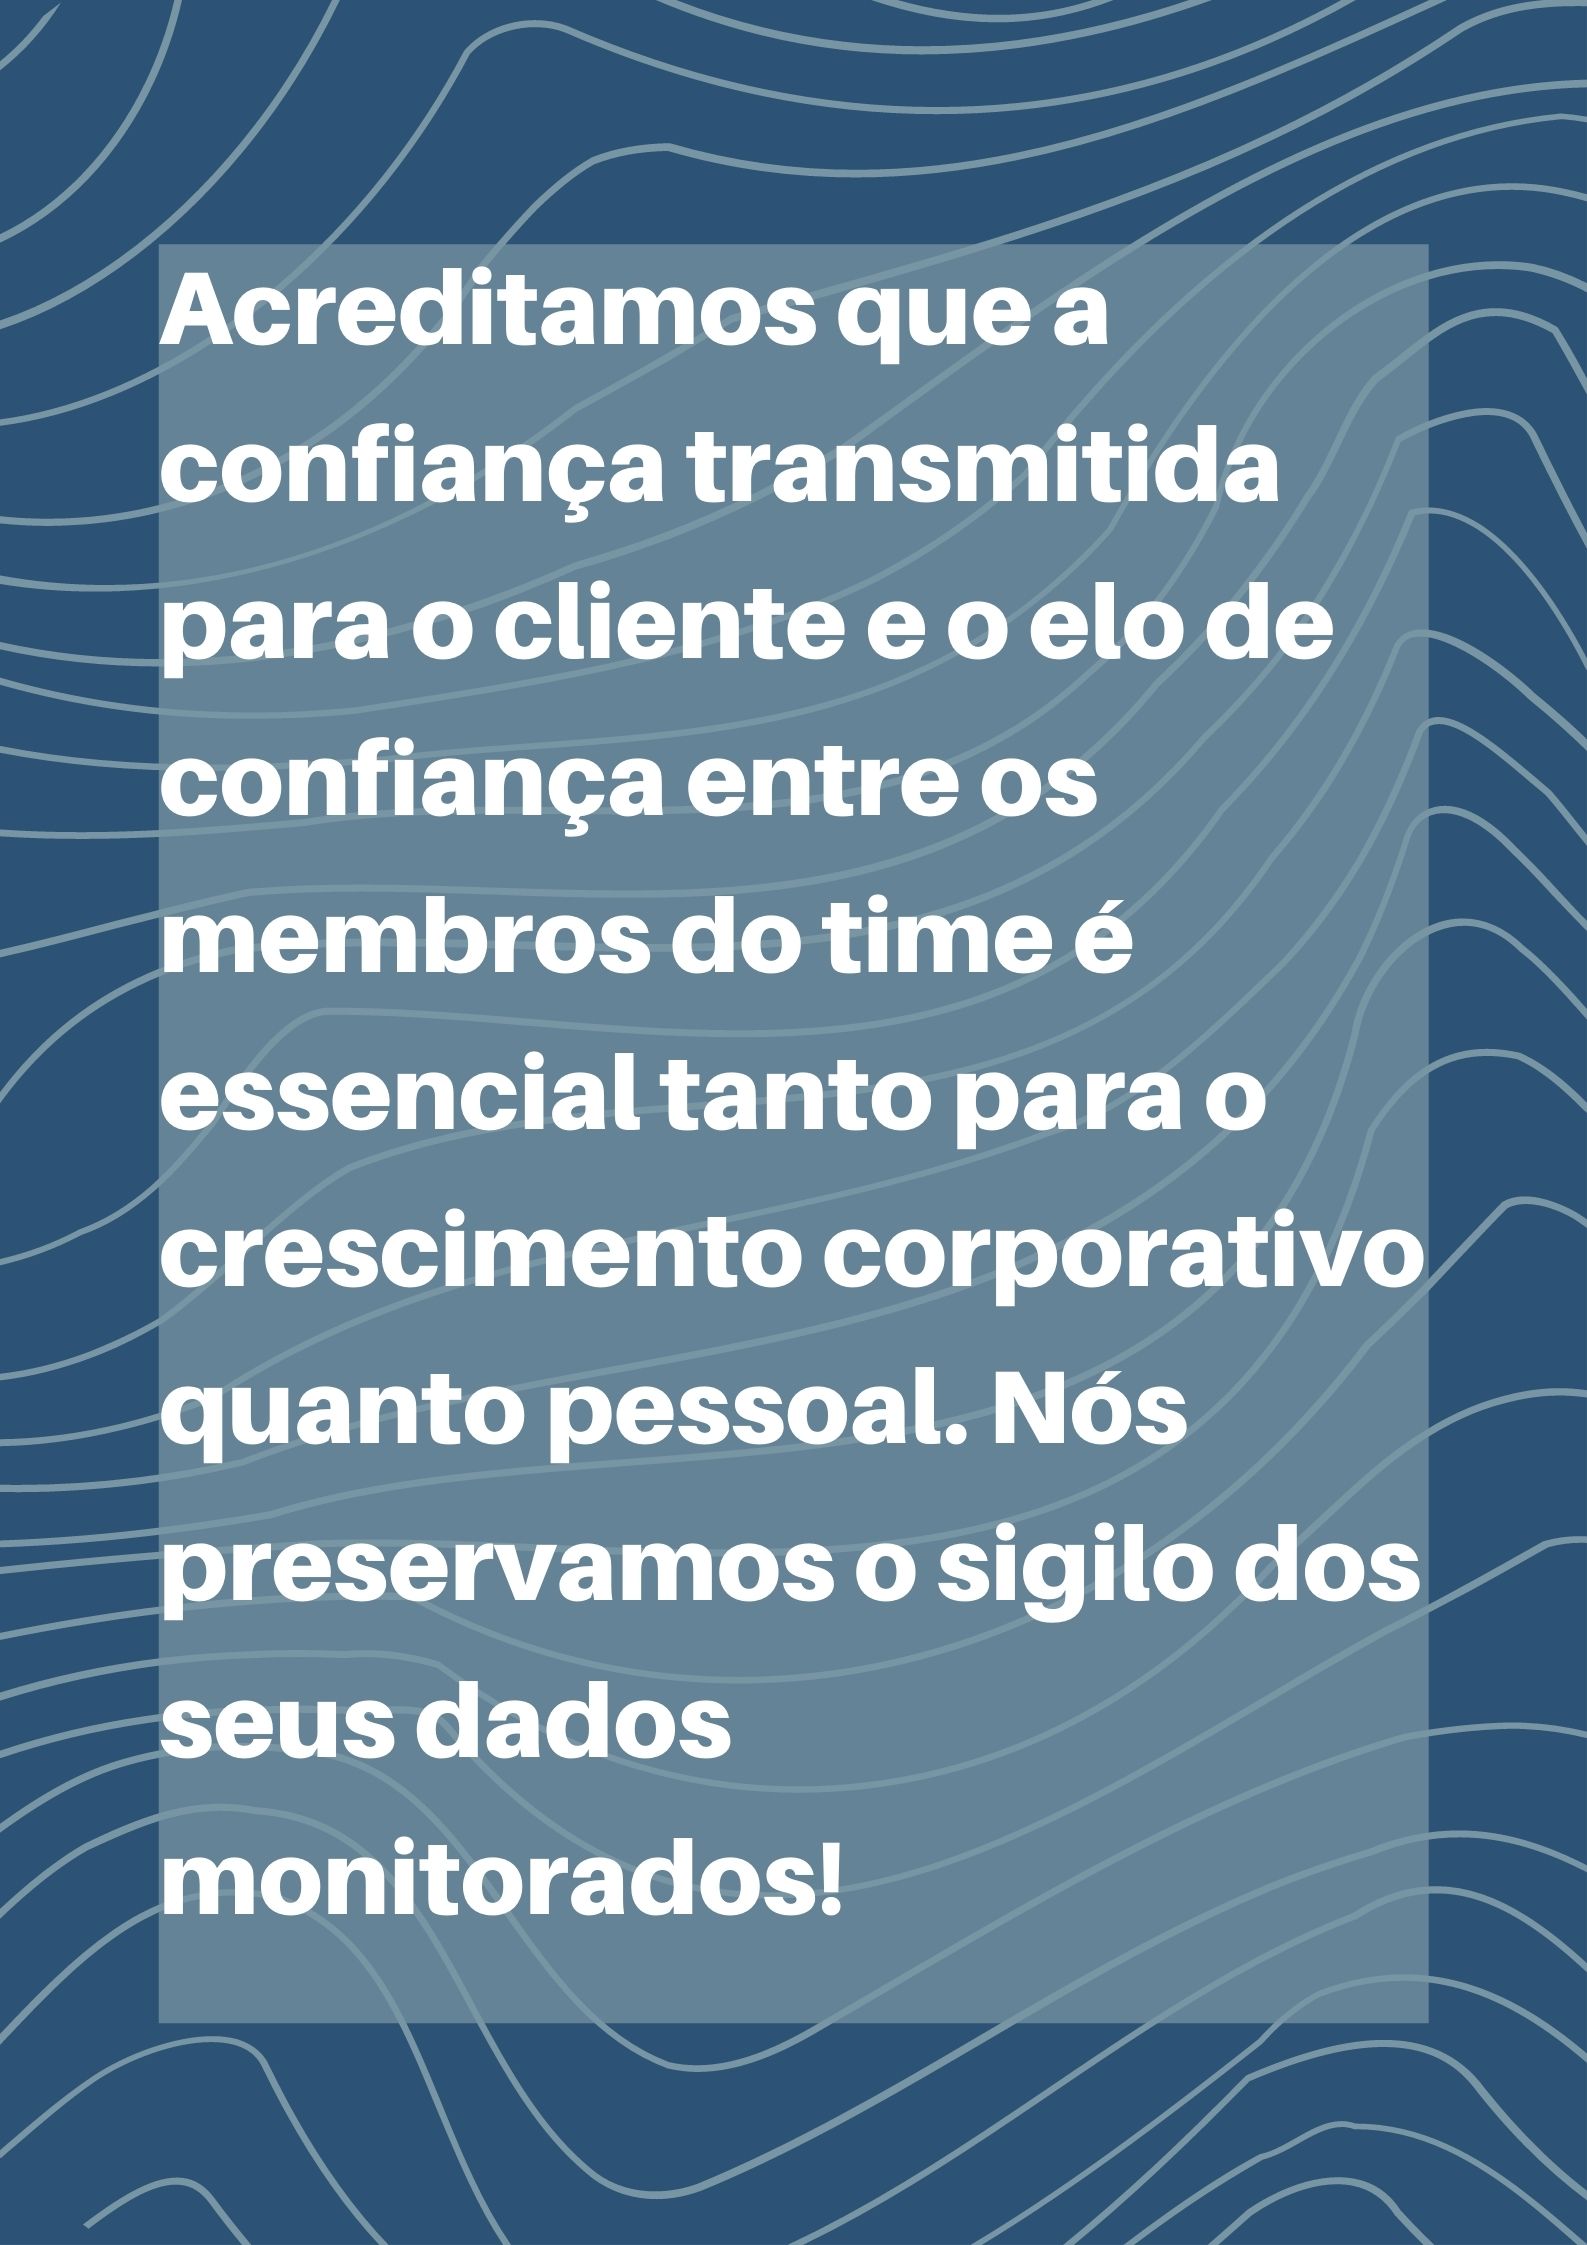 Acreditamos que a
confiança transmitida
para o cliente e o elo de
confiança entre os
membros do time é
essencial tanto para o
crescimento corporativo
quanto pessoal. Nós
preservamos o sigilo dos
seus dados
monitorados!